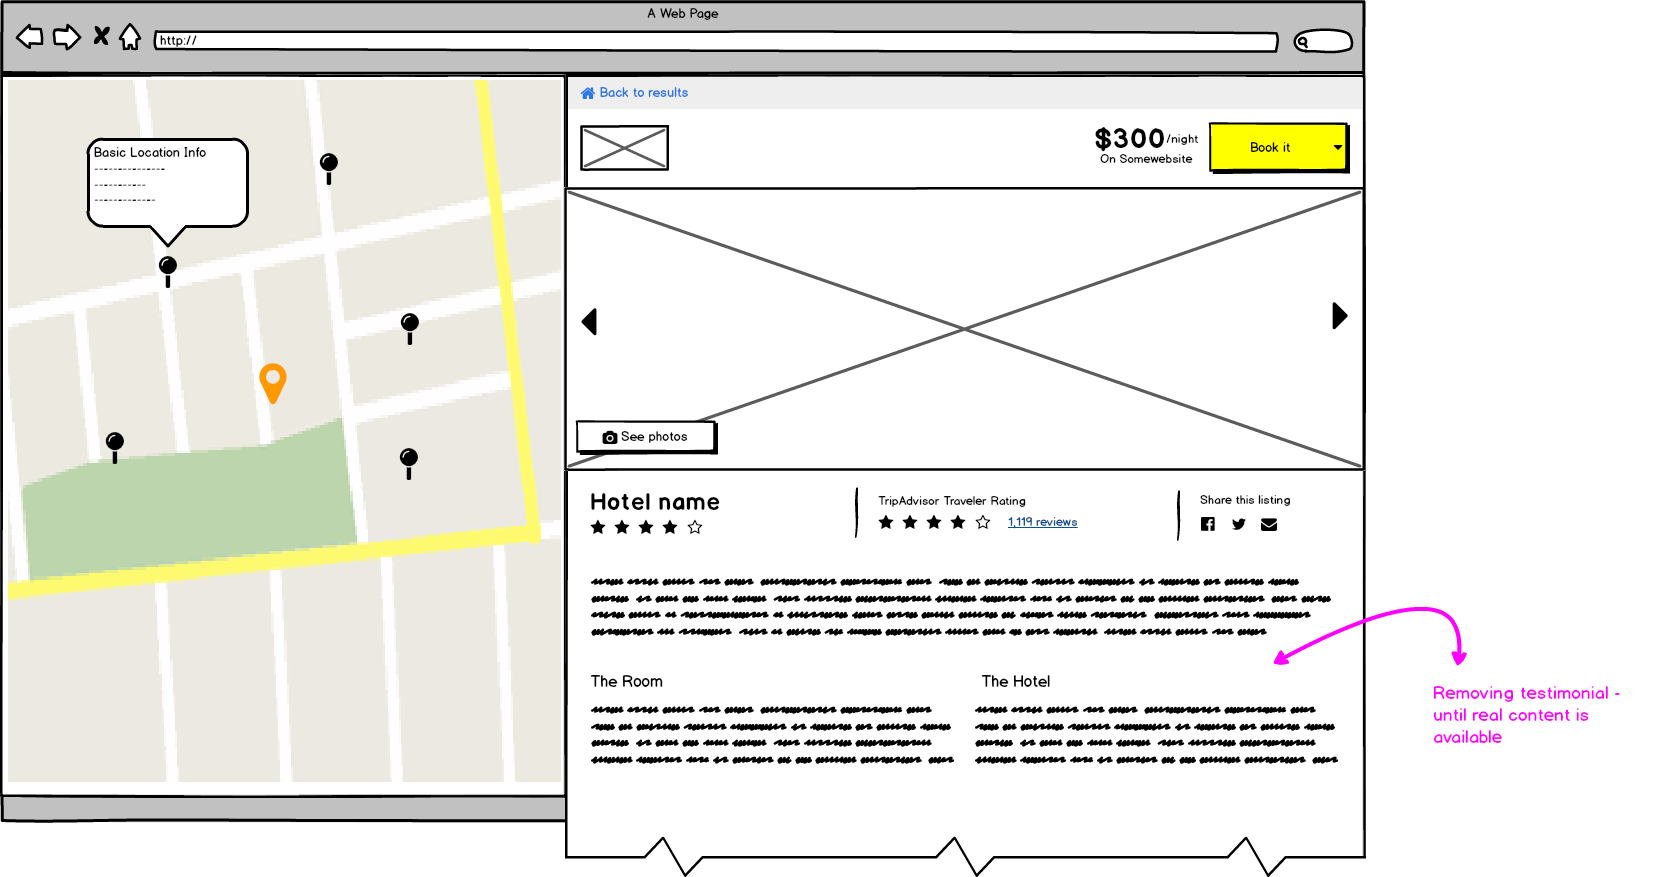 A Web Page
http://
Basic Location Info
Back to results
$300/night
On Somewebsite
Book it
See photos
Hotel name
TripAdvisor Traveler Rating
1,119 reviews
Share this listing
The Room
The Hotel
Removing testimonial -
until real content is
available